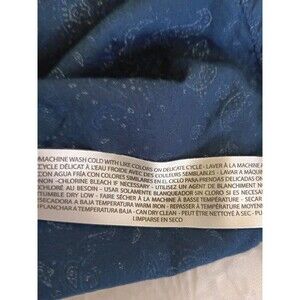 MACHINE WASH COLD WITH LIKE COLORS ON DELICATE CYCLE - LAVER À LA MACHINE A
CYCLE DÉLICAT À L'EAU FROIDE AVEC DES COULEURS SEMBLABLES -
CON AGUA FRÍA CON COLORES SIMILARES EN EL CICLO PARA PRENDAS DELICADAS
NON - CHLORINE BLEACH IF NECESSARY - UTILISEZ UN AGENT DE BLANCHIMENT
CHLORÉ AU BESOIN - USAR SOLAMENTE BLANQUEADOR SIN CLORO SI ES
TUMBLE DRY LOW - FAIRE SÉCHER À LA MACHINE À BASSE TEMPÉRATURE - SECAR
SECADORA A BAJA TEMPERATURA WARM IRON - REPASSER À TEMPÉRATURE MOYENNE
PLANCHAR A TEMPERATURA BAJA - CAN DRY CLEAN - PEUT ÊTRE NETTOYÉ À SEC /
LIMPIARSE EN SECO